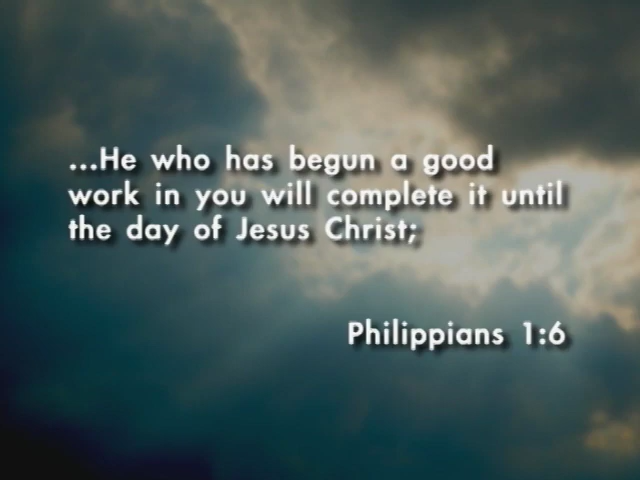 ...He who has begun a good
work in you will complete it until
the day of Jesus Christ;
Philippians 1:6